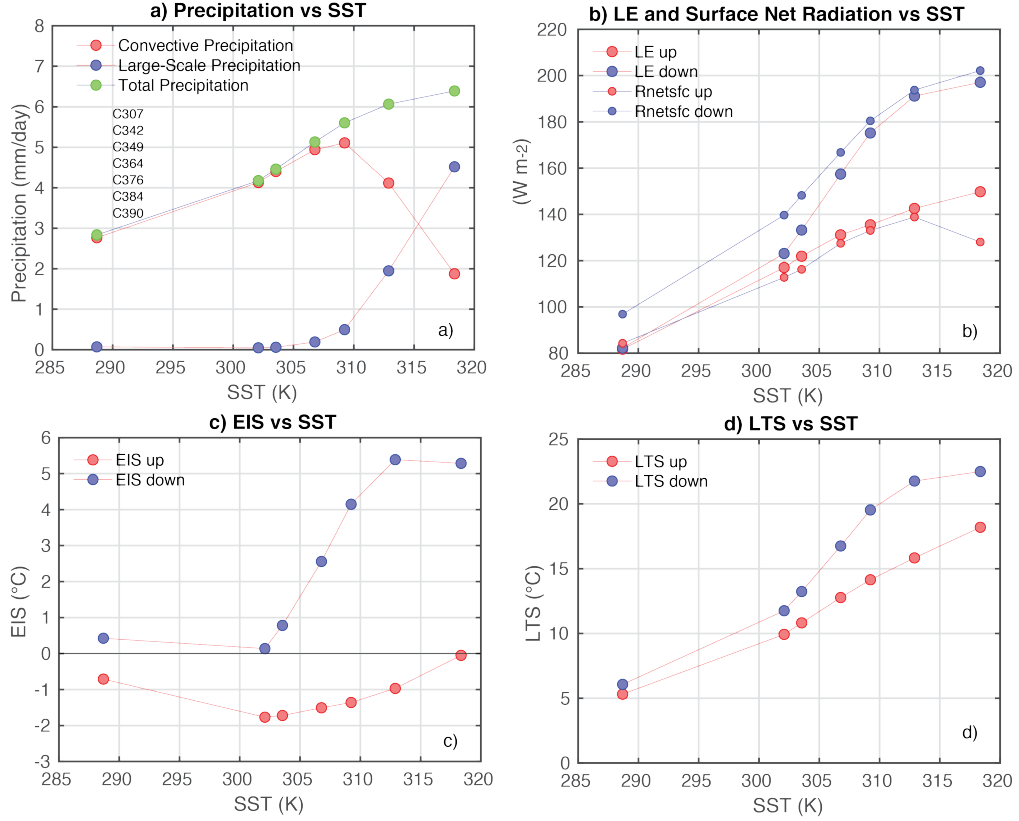 a) Precipitation vs SST
8
7
6
5
4
3
2
1
0
Precipitation (mm/day)
Convective Precipitation
Large-Scale Precipitation
Total Precipitation
C307
C342
C349
C364
C376
C384
C390
a)
285 290 295 300 305 310 315 320
SST (K)
b) LE and Surface Net Radiation vs SST
220
200
180
160
140
120
100
80
(W m-2)
LE up
LE down
Rnetsfc up
Rnetsfc down
b)
285 290 295 300 305 310 315 320
SST (K)
c) EIS vs SST
6
5
4
3
2
1
0
-1
-2
-3
EIS (°C)
EIS up
EIS down
c)
285 290 295 300 305 310 315 320
SST (K)
d) LTS vs SST
25
20
15
10
5
0
LTS (°C)
LTS up
LTS down
d)
285 290 295 300 305 310 315 320
SST (K)